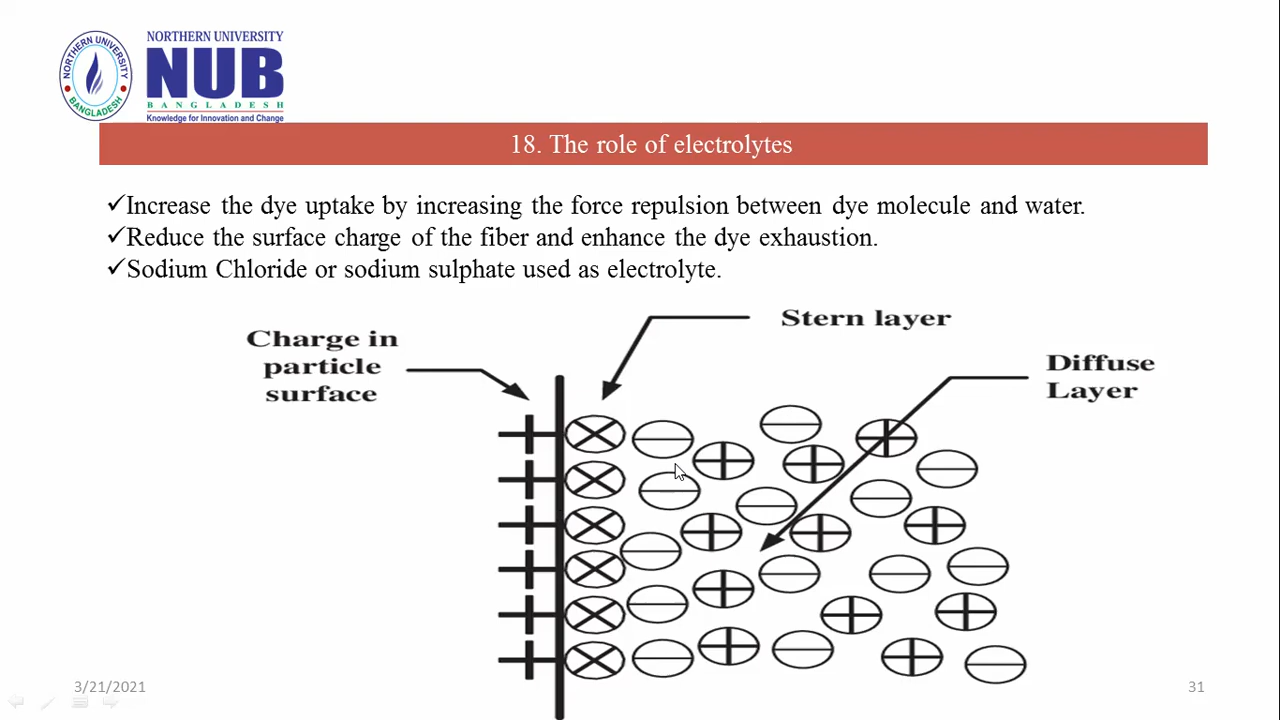 NORTHERN UNIVERSITY
BANGLADESH
NORTHERN UNIVERSITY
NUB
BANGLADESH
Knowledge for Innovation and Change
18. The role of electrolytes
✓Increase the dye uptake by increasing the force repulsion between dye molecule and water.
✓Reduce the surface charge of the fiber and enhance the dye exhaustion.
✓Sodium Chloride or sodium sulphate used as electrolyte.
Charge in
particle
surface
Stern layer
Diffuse
Layer
3/21/2021
31